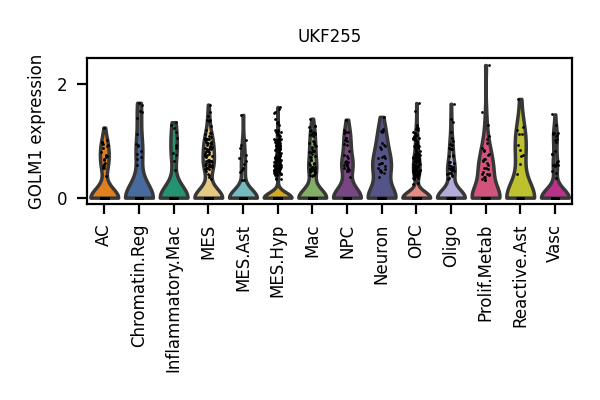 UKF255
GOLM1 expression
2
0
AC
Chromatin.Reg
Inflammatory.Mac
MES
MES.Ast
MES.Hyp
Mac
NPC
Neuron
OPC
Oligo
Prolif.Metab
Reactive.Ast
Vasc